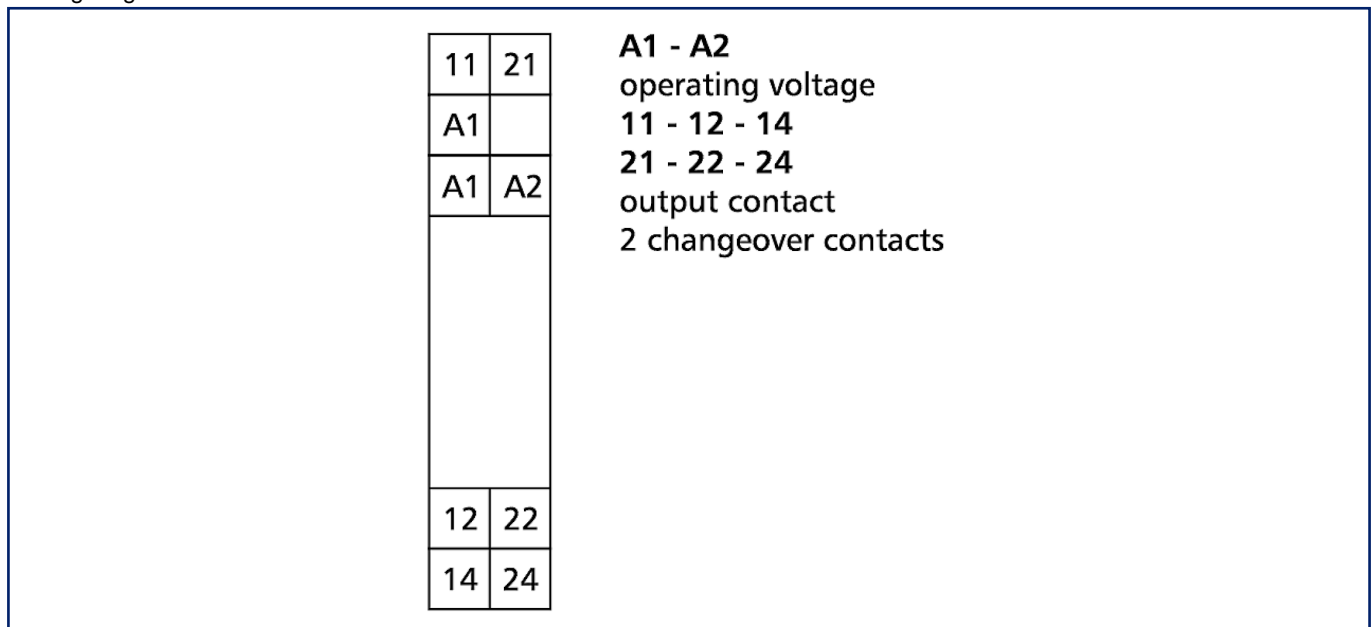 11 21
A1
A1 A2
12 22
14 24
A1 - A2
operating voltage
11 - 12 - 14
21 - 22 - 24
output contact
2 changeover contacts